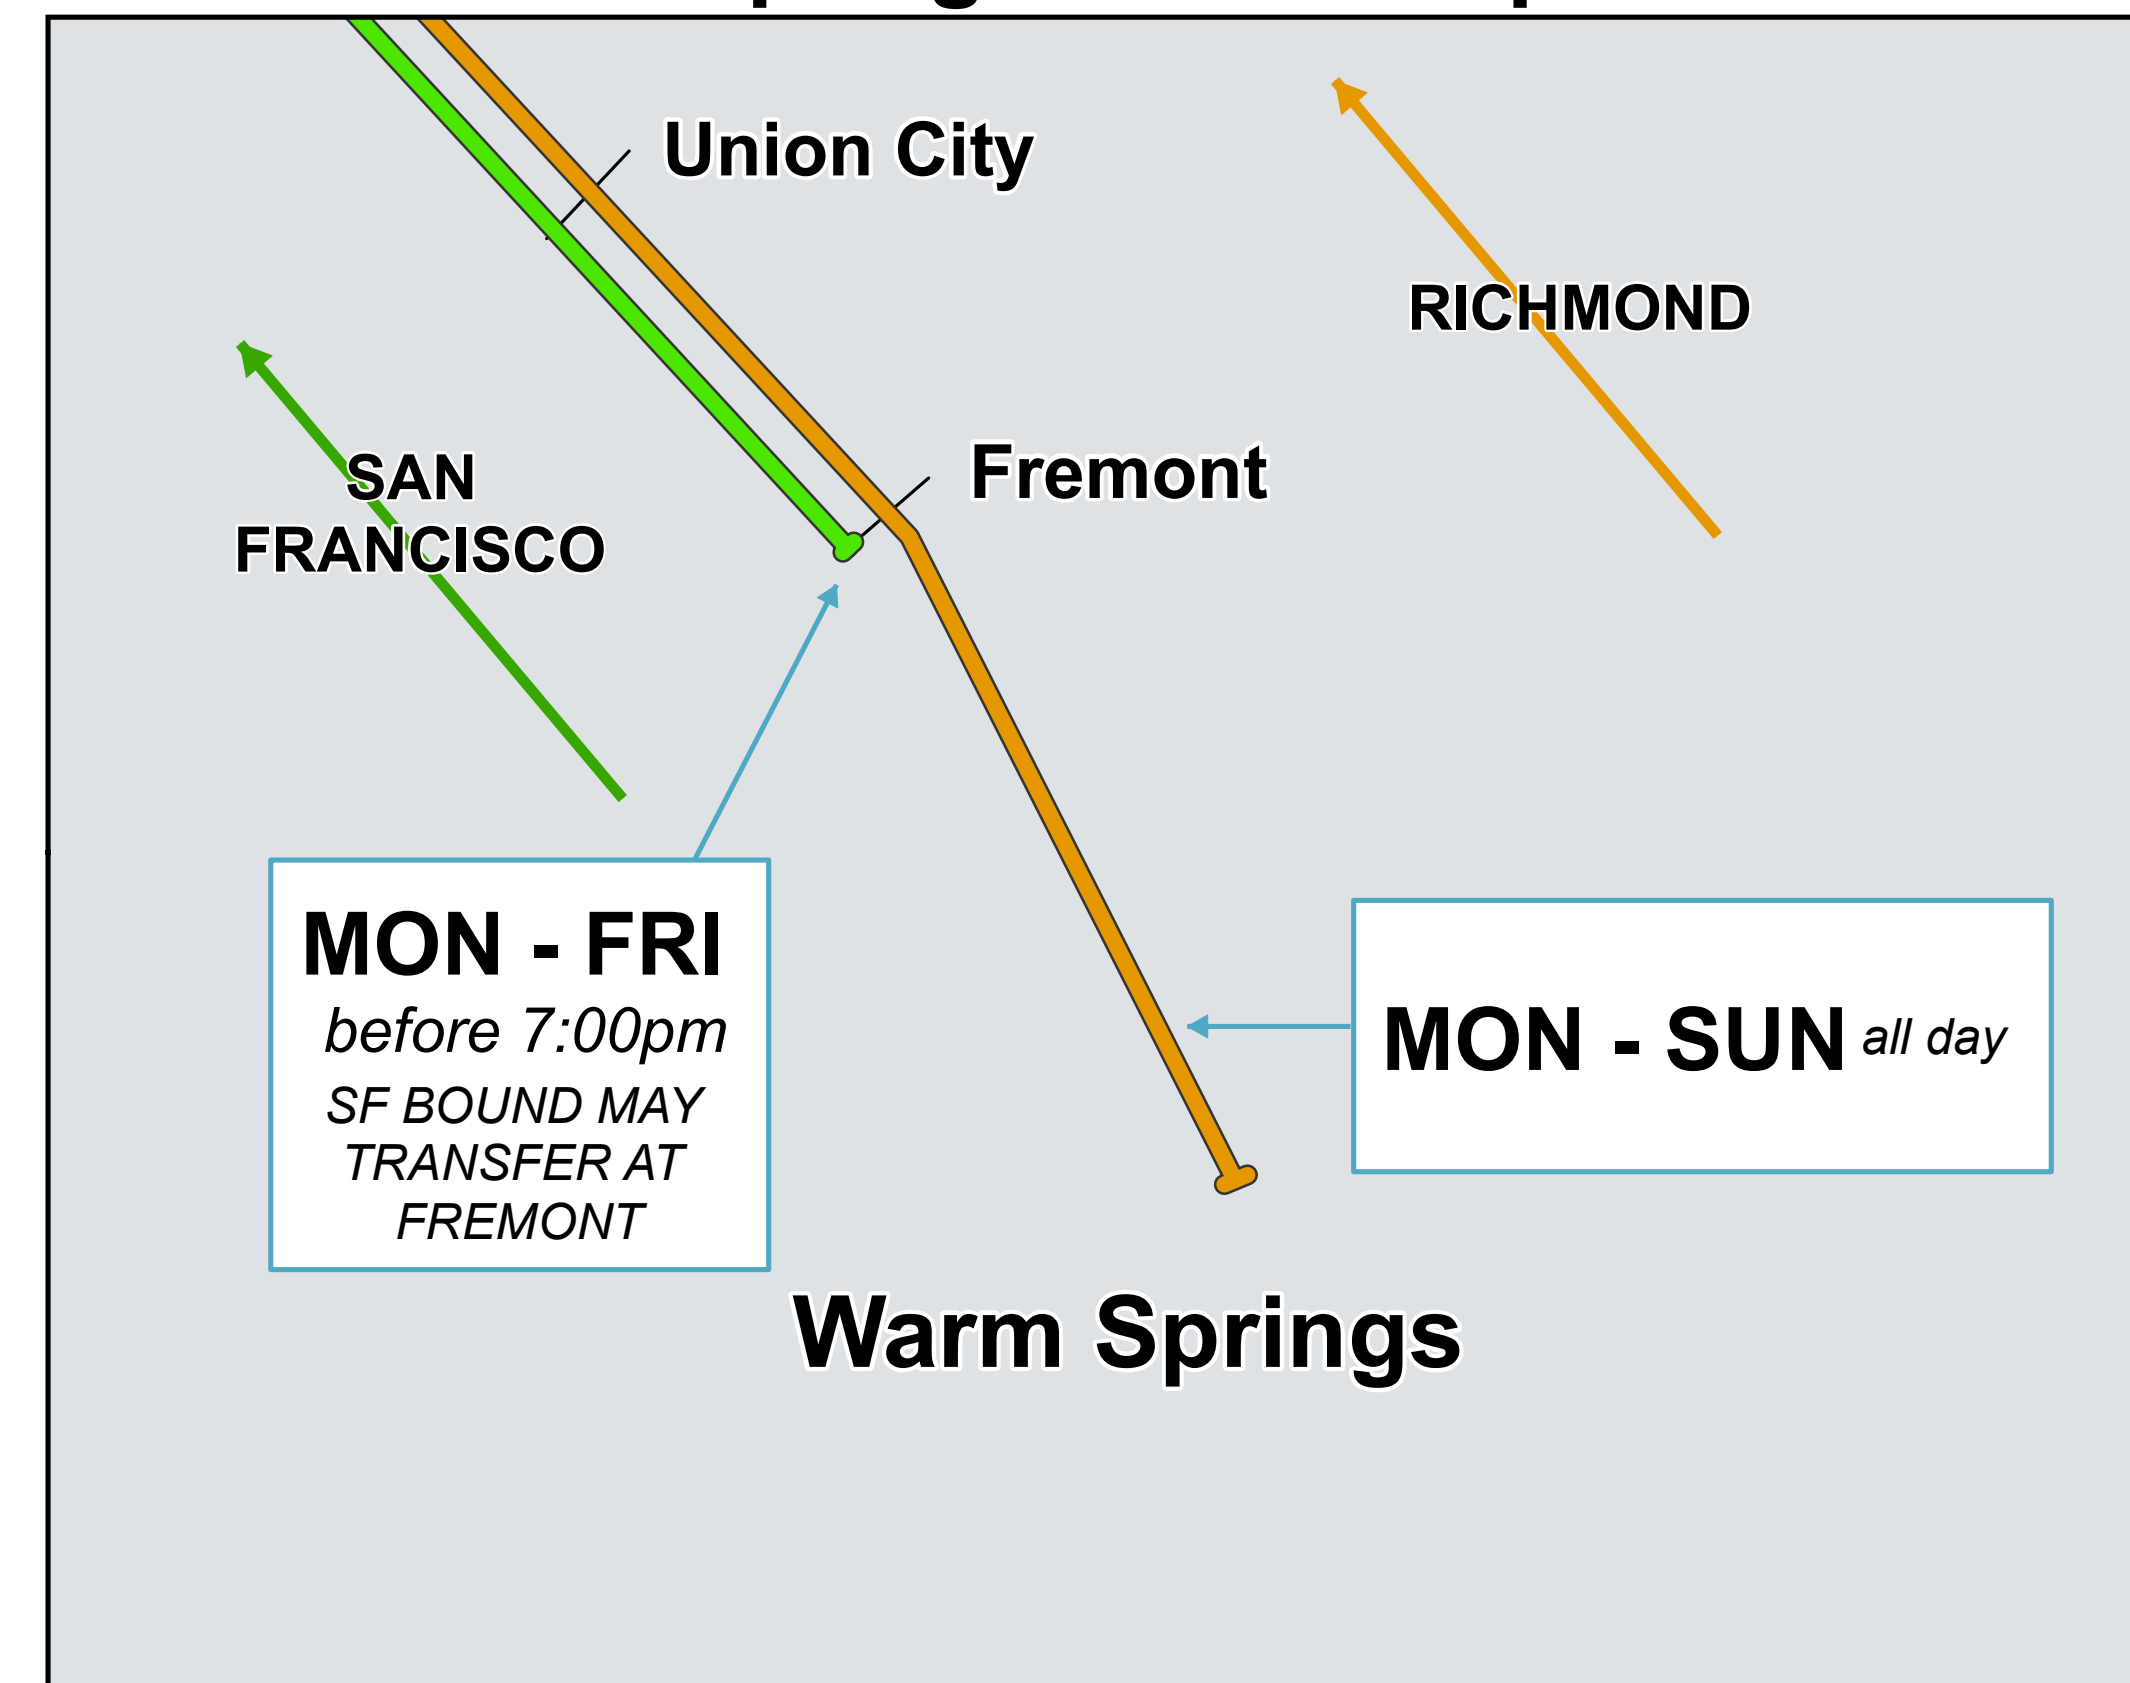 Union City
RICHMOND
SAN
FRANCISCO
Fremont
MON - FRI
before 7:00pm
SF BOUND MAY
TRANSFER AT
FREMONT
MON - SUN all day
Warm Springs